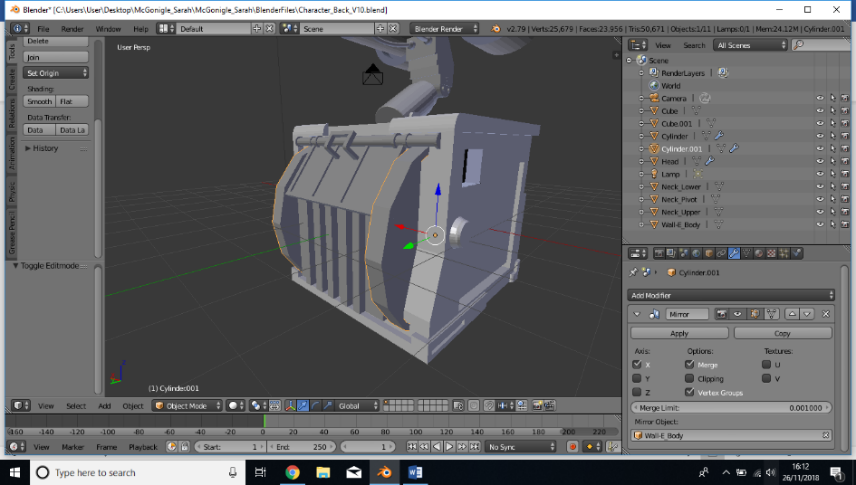 Blender* [C:\Users\User\Desktop\McGonigle_Sarah\McGonigle_Sarah\BlenderFiles\Character_Back_V10.blend]
File Render Window Help Default Scene Blender Render v2.79 | Verts:25,679 | Faces:23,956 | Tris:50,671 | Objects:1/11 | Lamps:0/1 | Mem:24.12M | Cylinder.001
Tools
Create
Relations
Animation
Physic
Grease Pencil
Delete
Join
Set Origin
Shading:
Smooth Flat
Data Transfer:
Data Data La
History
Toggle Editmode
User Persp
(1) Cylinder.001
View Select Add Object Object Mode Global
View Search All Scenes
Scene
RenderLayers
World
Camera
Cube
Cube.001
Cylinder
Cylinder.001
Head
Lamp
Neck_Lower
Neck_Pivot
Neck_Upper
Wall-E_Body
Cylinder.001
Add Modifier
Mirror
Apply Copy
Axis: Options: Textures:
X Merge U
Y Clipping V
Z Vertex Groups
Merge Limit: 0.001000
Mirror Object:
Wall-E_Body
-160 -140 -120 -100 -80 -60 -40 -20 0 20 40 60 80 100 120 140 160 180 200 220
View Marker Frame Playback Start: 1 End: 250 1 No Sync
Type here to search
16:12
26/11/2018